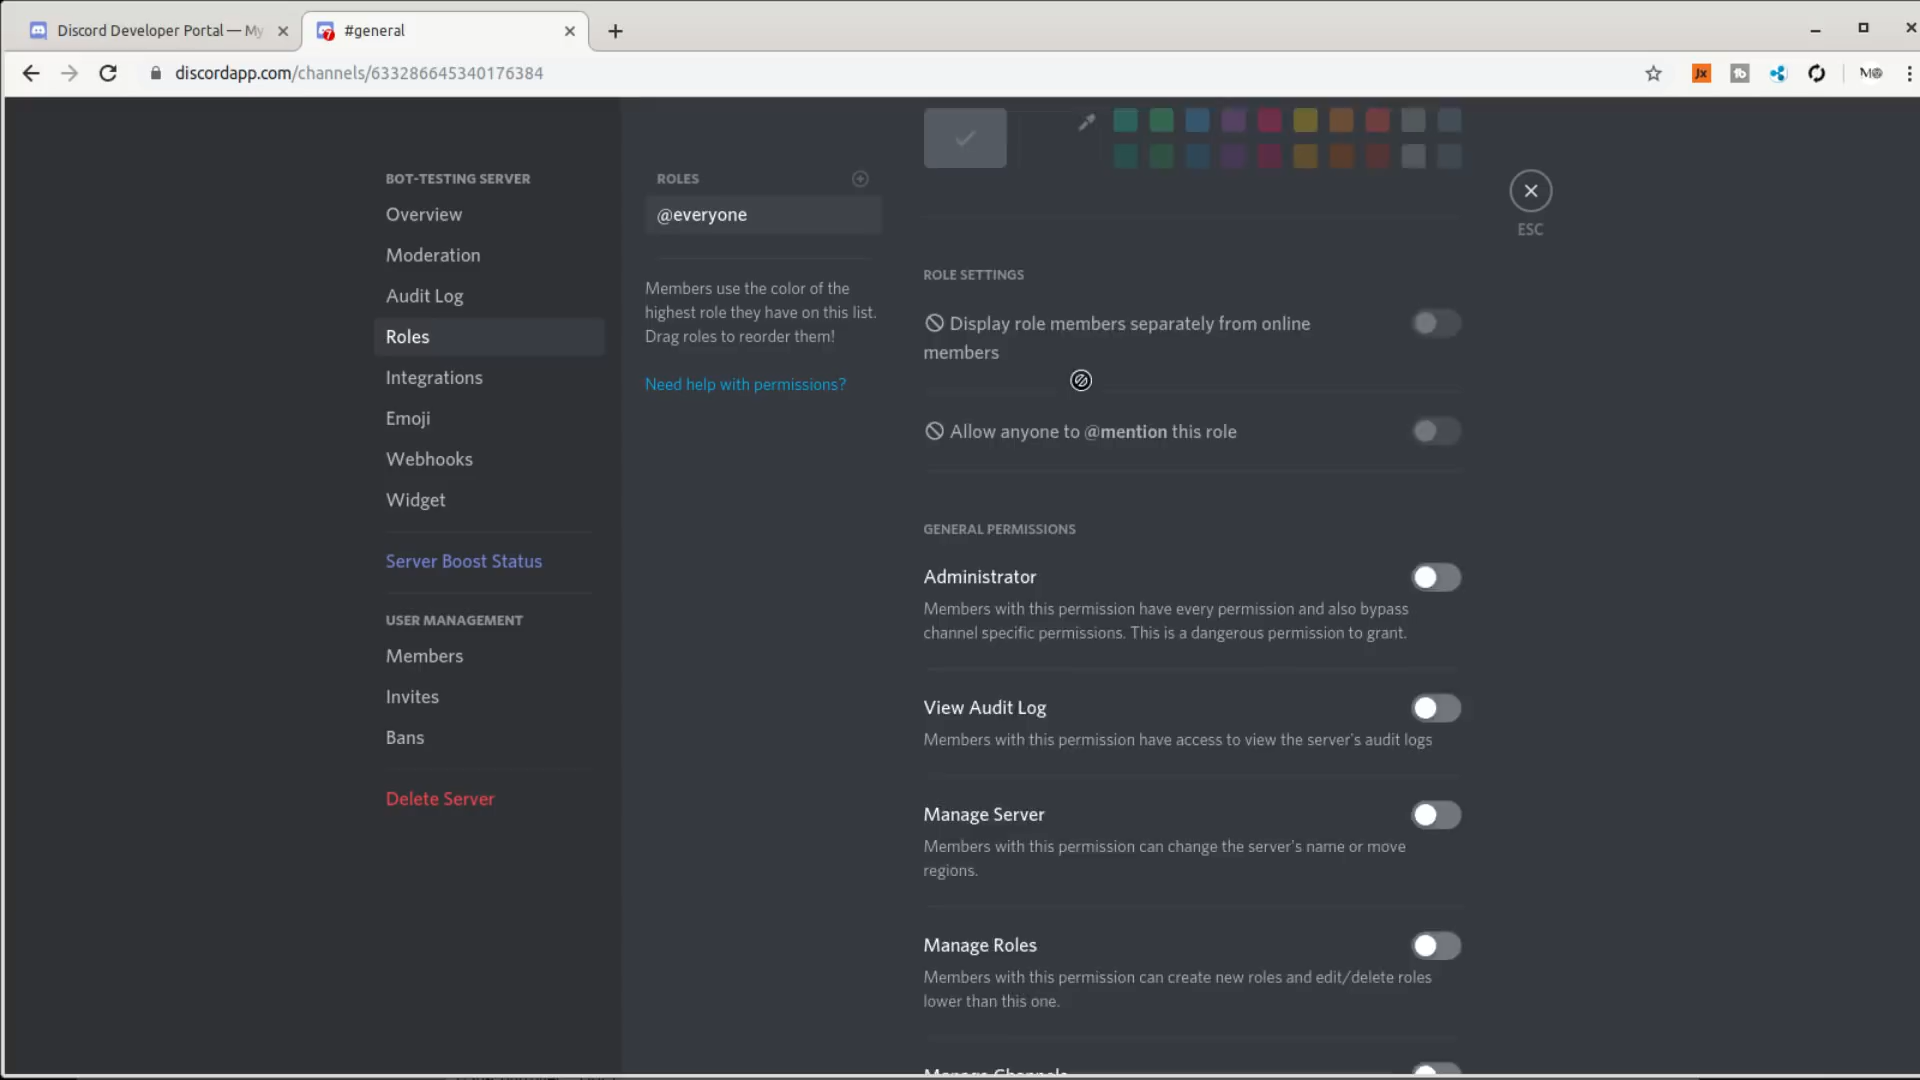 Discord Developer Portal — My
#general
discordapp.com/channels/633286645340176384
BOT-TESTING SERVER
Overview
Moderation
Audit Log
Roles
Integrations
Emoji
Webhooks
Widget
Server Boost Status
USER MANAGEMENT
Members
Invites
Bans
Delete Server
ROLES
@everyone
Members use the color of the
highest role they have on this list.
Drag roles to reorder them!
Need help with permissions?
ESC
ROLE SETTINGS
Display role members separately from online
members
Allow anyone to @mention this role
GENERAL PERMISSIONS
Administrator
Members with this permission have every permission and also bypass
channel specific permissions. This is a dangerous permission to grant.
View Audit Log
Members with this permission have access to view the server's audit logs
Manage Server
Members with this permission can change the server's name or move
regions.
Manage Roles
Members with this permission can create new roles and edit/delete roles
lower than this one.
Manage Channels